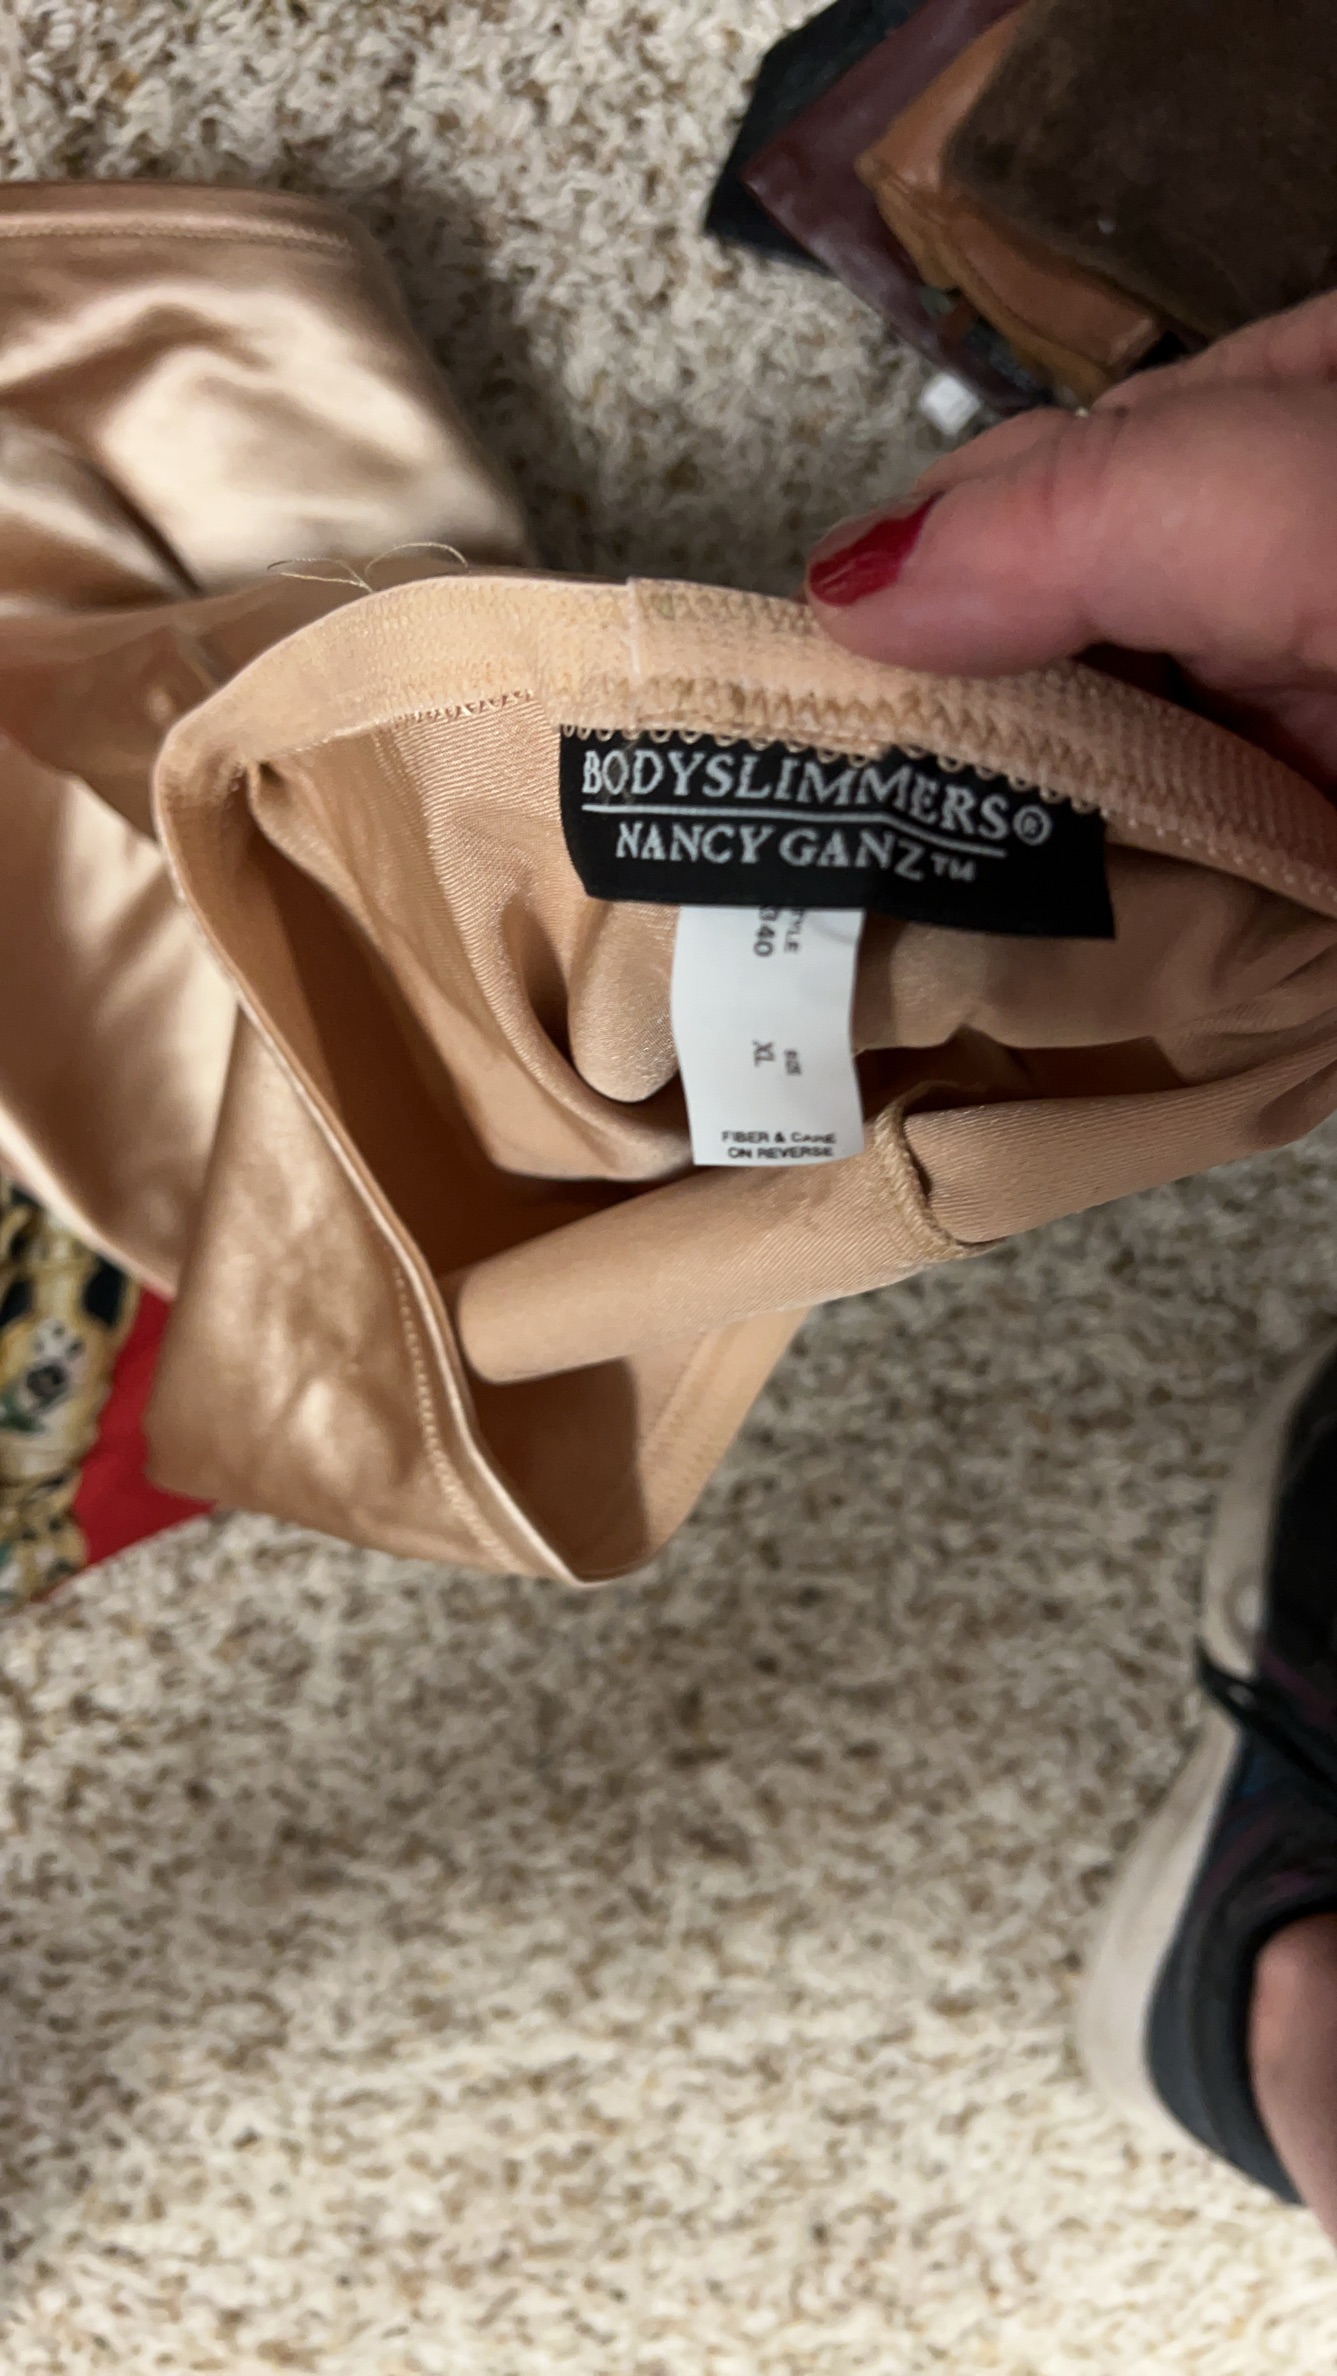 BODYSLIMMERS®
NANCY GANZ™
XL
FIBER & CARE
ON REVERSE